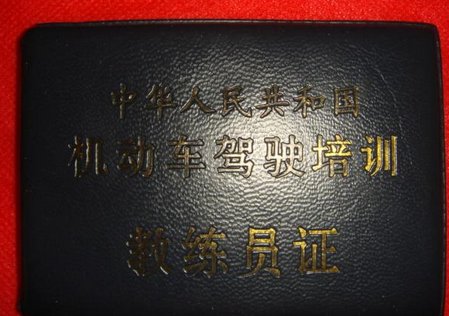 中华人民共和国
机动车驾驶培训
教练员证